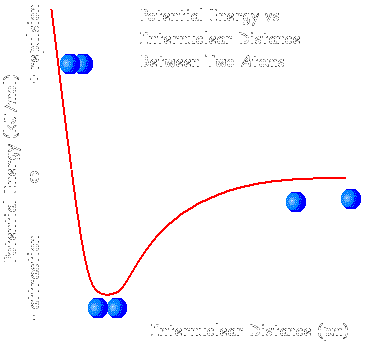 Potential Energy vs
Internuclear Distance
Between Two Atoms
Potential Energy (kJ/mol)
- attraction
0
+ repulsion
Internuclear Distance (pm)